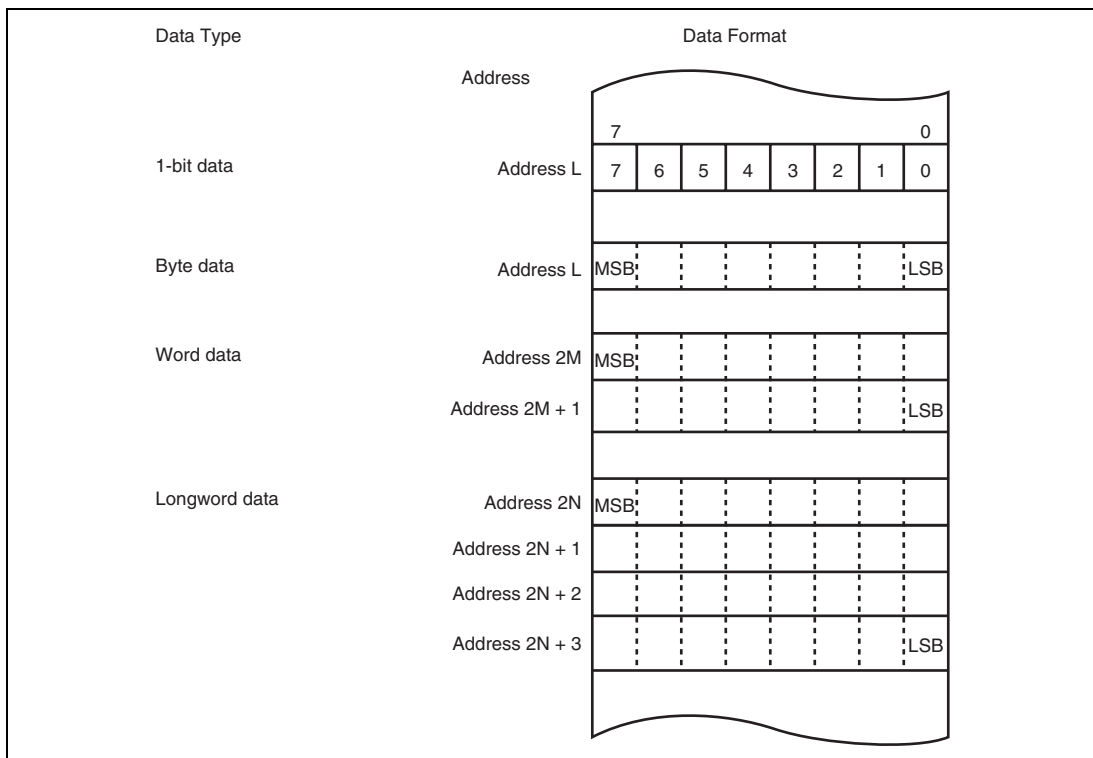 Data Type Data Format
Address
7 0
1-bit data Address L 7 6 5 4 3 2 1 0
Byte data Address L MSB LSB
Word data Address 2M MSB
Address 2M + 1 LSB
Longword data Address 2N MSB
Address 2N + 1
Address 2N + 2
Address 2N + 3 LSB